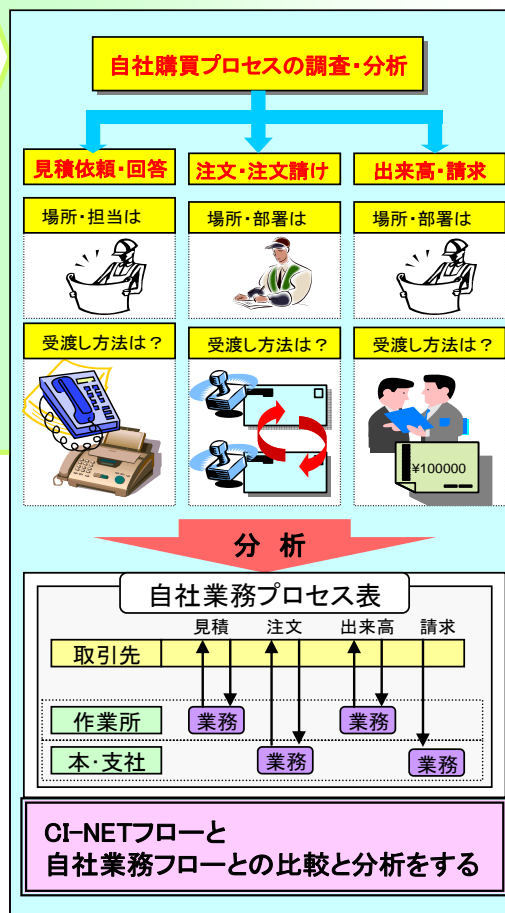 自社購買プロセスの調査・分析
見積依頼・回答
注文・注文請け
出来高・請求
場所・担当は
場所・部署は
場所・部署は
受渡し方法は？
受渡し方法は？
受渡し方法は？
¥100000
分 析
自社業務プロセス表
見積 注文 出来高 請求
取引先
作業所 業務 業務
本・支社 業務 業務
CI-NETフローと
自社業務フローとの比較と分析をする